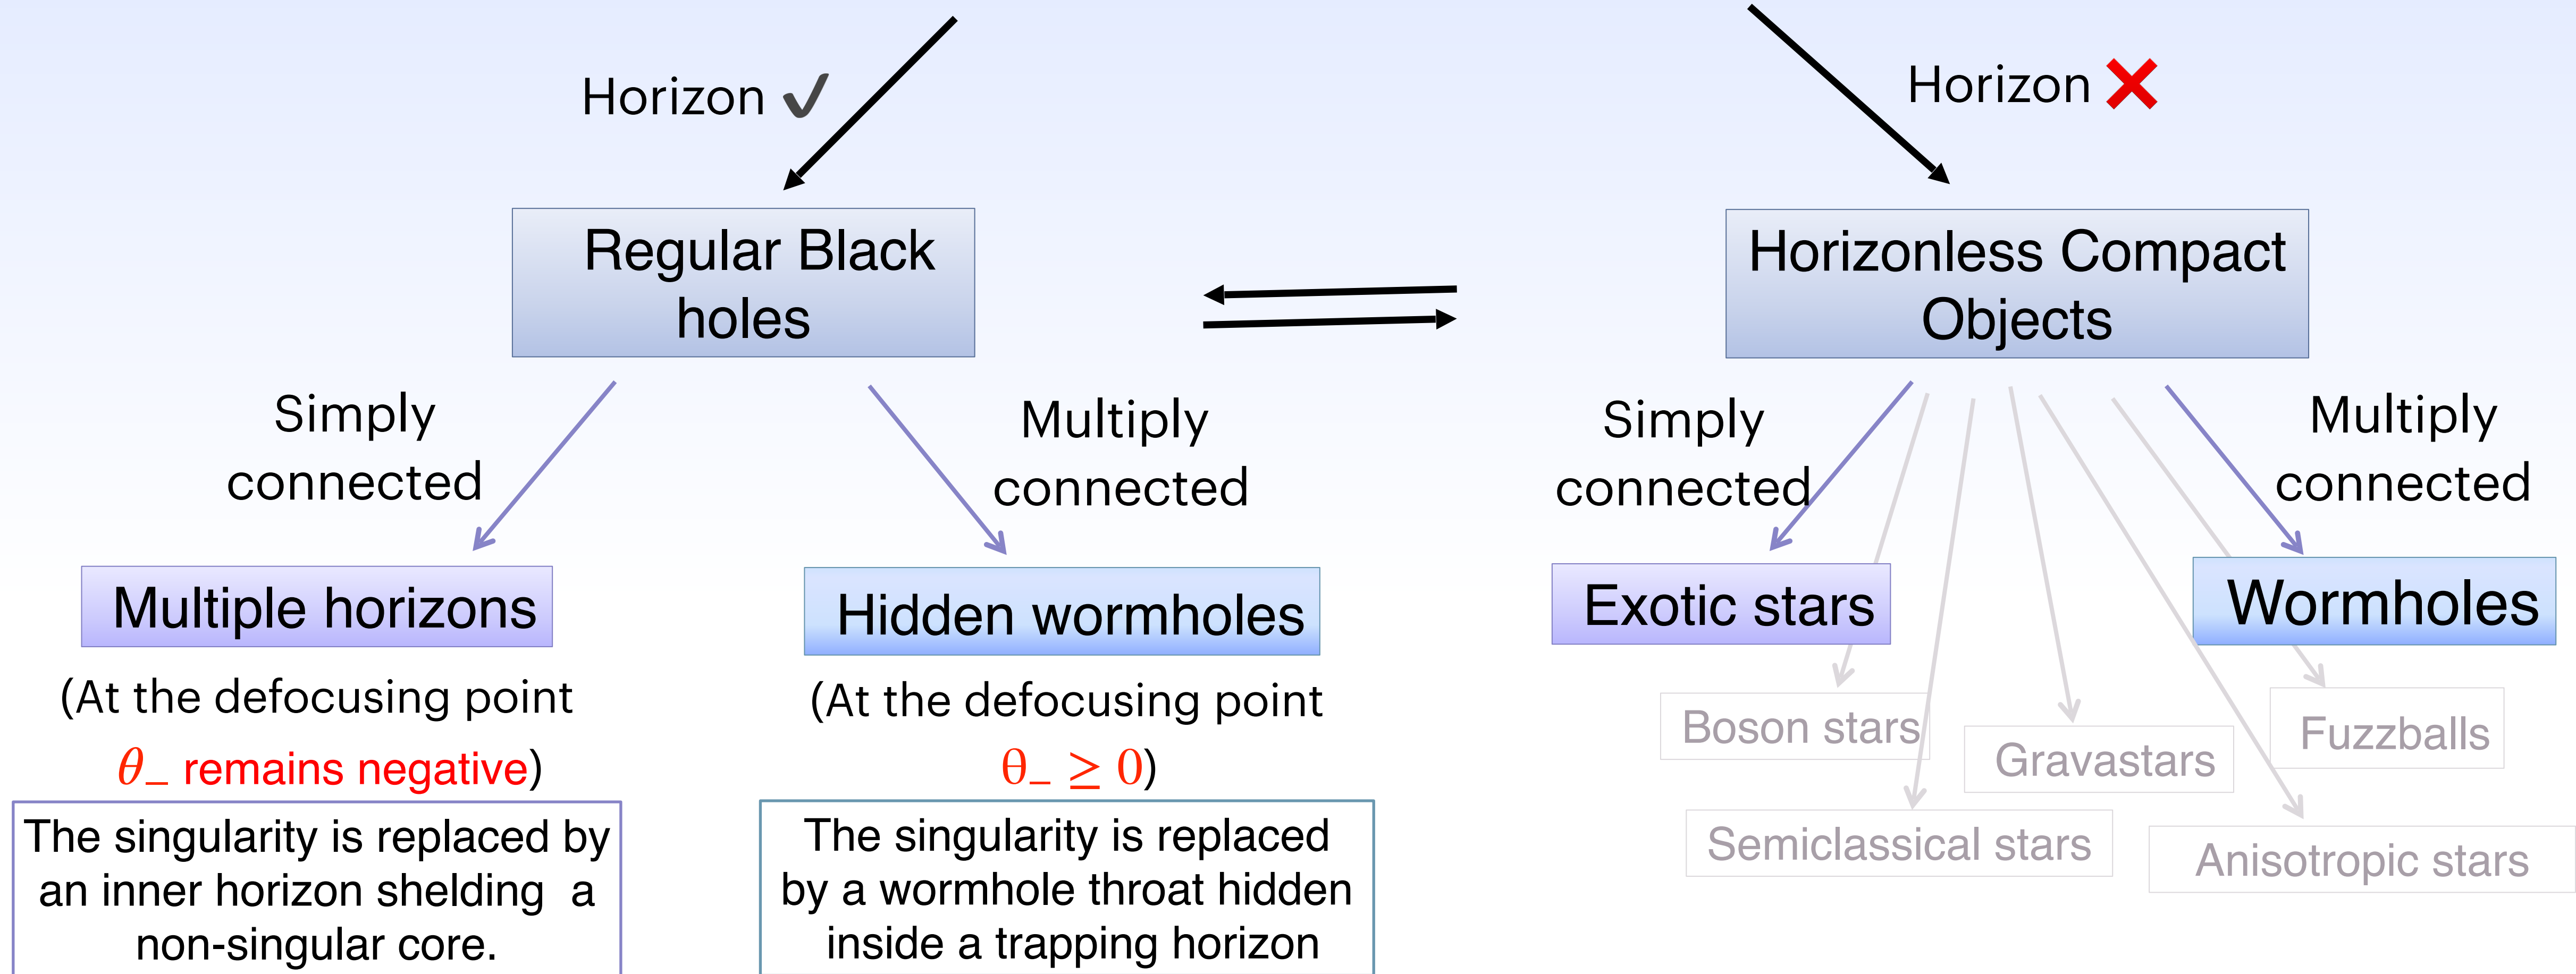 Horizon ✓
Horizon ❌
Regular Black
holes
Horizonless Compact
Objects
Simply
connected
Multiply
connected
Simply
connected
Multiply
connected
Multiple horizons
Hidden wormholes
Exotic stars
Wormholes
(At the defocusing point
θ₋ remains negative)
(At the defocusing point
θ₋ ≥ 0)
Boson stars
Gravastars
Fuzzballs
Semiclassical stars
Anisotropic stars
The singularity is replaced by
an inner horizon shelding a
non-singular core.
The singularity is replaced
by a wormhole throat hidden
inside a trapping horizon